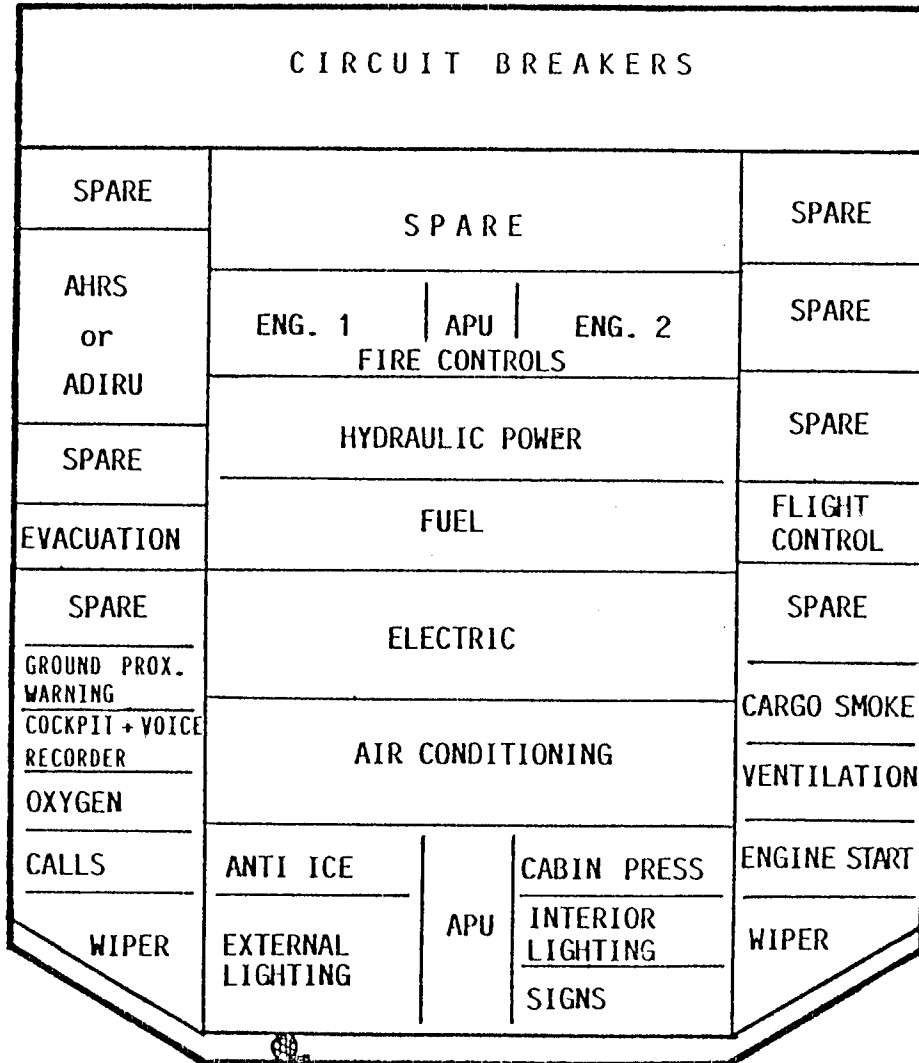 CIRCUIT BREAKERS
SPARE
AHRS
or
ADIRU
SPARE
EVACUATION
SPARE
GROUND PROX.
WARNING
COCKPIT + VOICE
RECORDER
OXYGEN
CALLS
WIPER
SPARE
ENG. 1 APU ENG. 2
FIRE CONTROLS
HYDRAULIC POWER
FUEL
ELECTRIC
AIR CONDITIONING
ANTI ICE
EXTERNAL
LIGHTING
APU
CABIN PRESS
INTERIOR
LIGHTING
SIGNS
SPARE
SPARE
SPARE
FLIGHT
CONTROL
SPARE
CARGO SMOKE
VENTILATION
ENGINE START
WIPER